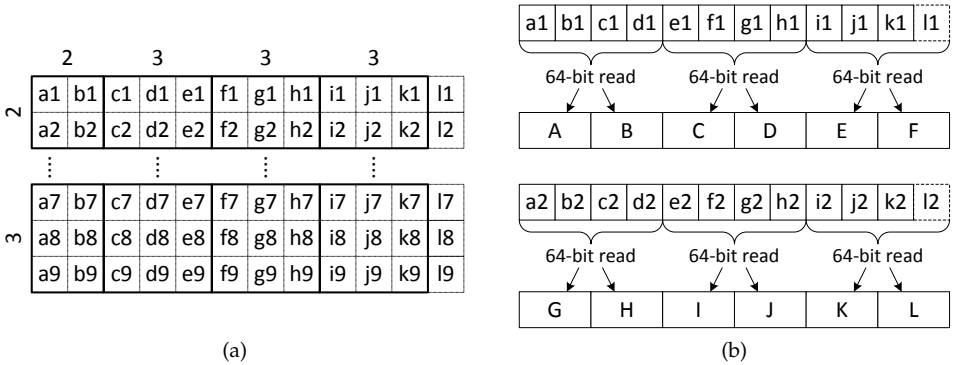 2 3 3 3
2
a1 b1 c1 d1 e1 f1 g1 h1 i1 j1 k1 l1
a2 b2 c2 d2 e2 f2 g2 h2 i2 j2 k2 l2
3
a7 b7 c7 d7 e7 f7 g7 h7 i7 j7 k7 l7
a8 b8 c8 d8 e8 f8 g8 h8 i8 j8 k8 l8
a9 b9 c9 d9 e9 f9 g9 h9 i9 j9 k9 l9
(a)
a1 b1 c1 d1 e1 f1 g1 h1 i1 j1 k1 l1
64-bit read 64-bit read 64-bit read
A B C D E F
a2 b2 c2 d2 e2 f2 g2 h2 i2 j2 k2 l2
64-bit read 64-bit read 64-bit read
G H I J K L
(b)